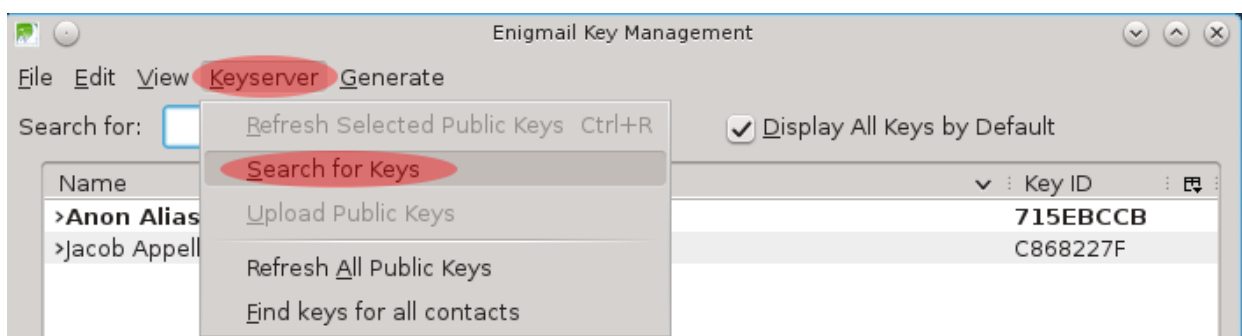 Enigmail Key Management
File Edit View Keyserver Generate
Search for:
Display All Keys by Default
Refresh Selected Public Keys Ctrl+R
Search for Keys
Upload Public Keys
Refresh All Public Keys
Find keys for all contacts
Name Key ID
>Anon Alias 715EBCCB
>Jacob Appell C868227F